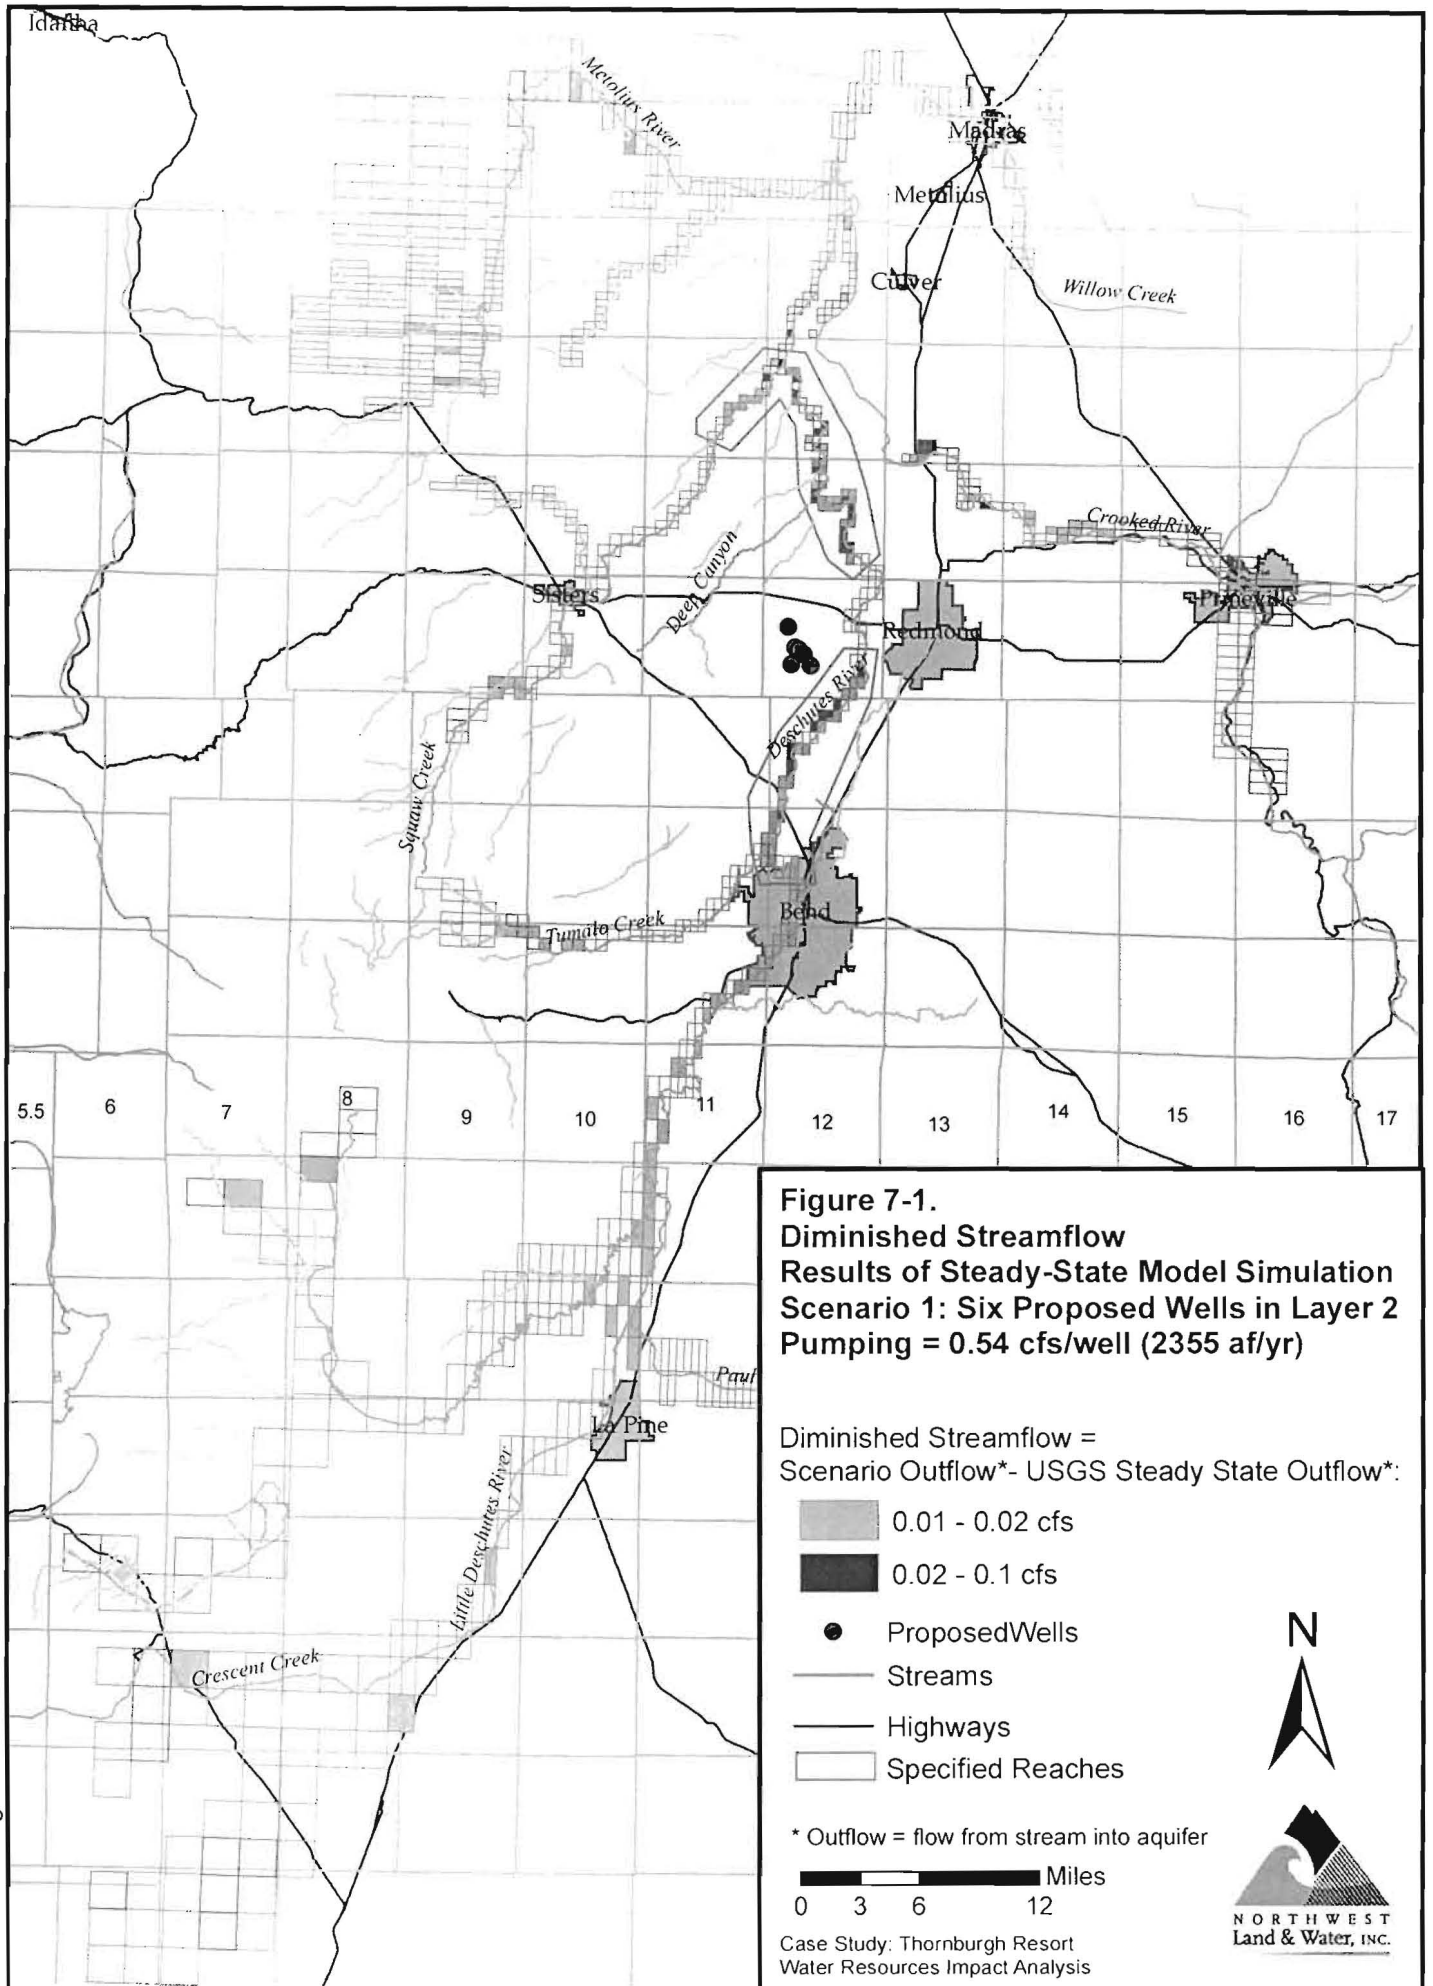 Idanha
Metolius River
Madras
Metolius
Culver
Willow Creek
Crooked River
Deep Canyon
Sisters
Redmond
Prineville
Deschutes River
Squaw Creek
Tumalo Creek
Bend
5.5
6
7
8
9
10
11
12
13
14
15
16
17
Paul
La Pine
Little Deschutes River
Crescent Creek
Figure 7-1.
Diminished Streamflow
Results of Steady-State Model Simulation
Scenario 1: Six Proposed Wells in Layer 2
Pumping = 0.54 cfs/well (2355 af/yr)
Diminished Streamflow =
Scenario Outflow*- USGS Steady State Outflow*:
0.01 - 0.02 cfs
0.02 - 0.1 cfs
ProposedWells
Streams
Highways
Specified Reaches
* Outflow = flow from stream into aquifer
Miles
0 3 6 12
Case Study: Thornburgh Resort
Water Resources Impact Analysis
N
NORTHWEST
Land & Water, INC.